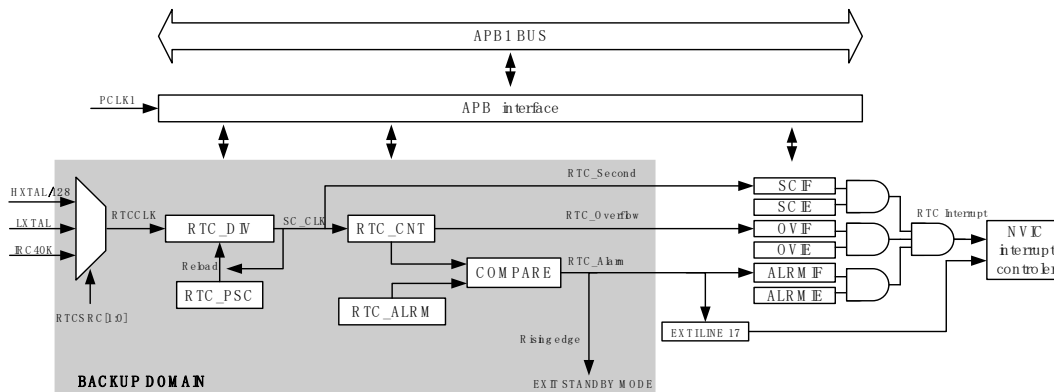 APB1 BUS
PCLK1
APB interface
HXTAL/128
LXTAL
IRC40K
RTCSRC[1:0]
RTCCLK
RTC_DIV
SC_CLK
Reload
RTC_PSC
RTC_CNT
RTC_ALRM
COMPARE
RTC_Second
RTC_Overflow
RTC_Alarm
Rising edge
EXIT STANDBY MODE
BACKUP DOMAIN
SCIF
SCIE
OVIF
OVIE
ALRMIF
ALRMIE
EXTI LINE 17
RTC Interrupt
NVIC
interrupt
controler